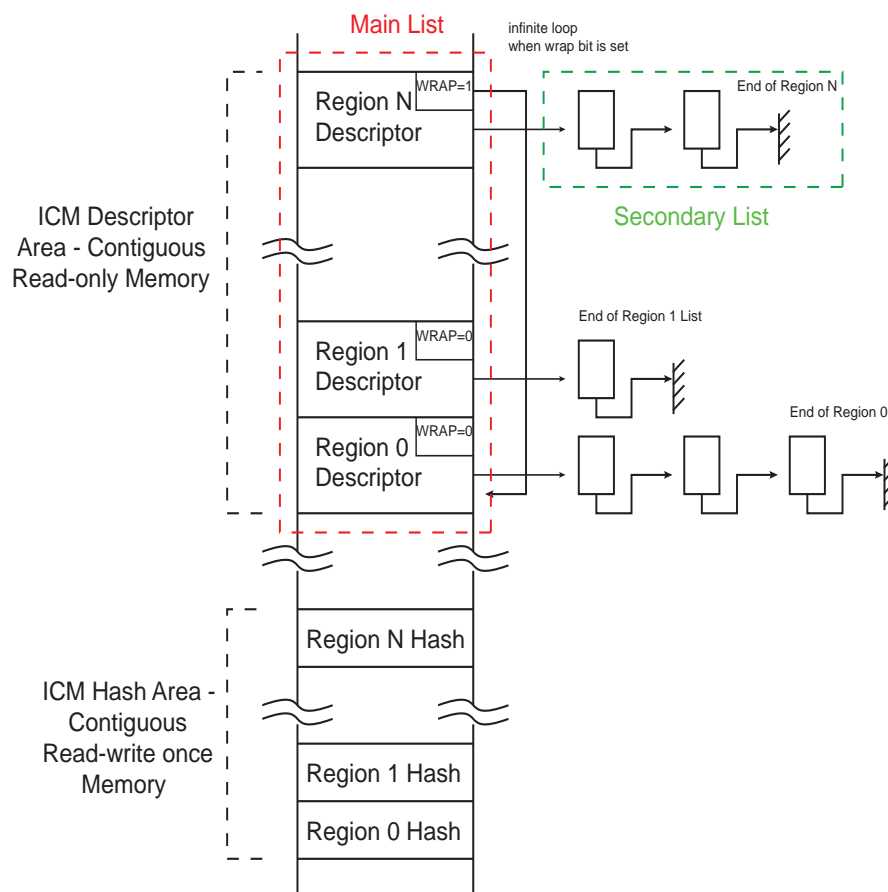 Main List
infinite loop
when wrap bit is set
WRAP=1
Region N
Descriptor
End of Region N
Secondary List
ICM Descriptor
Area - Contiguous
Read-only Memory
WRAP=0
Region 1
Descriptor
End of Region 1 List
WRAP=0
Region 0
Descriptor
End of Region 0
Region N Hash
ICM Hash Area -
Contiguous
Read-write once
Memory
Region 1 Hash
Region 0 Hash